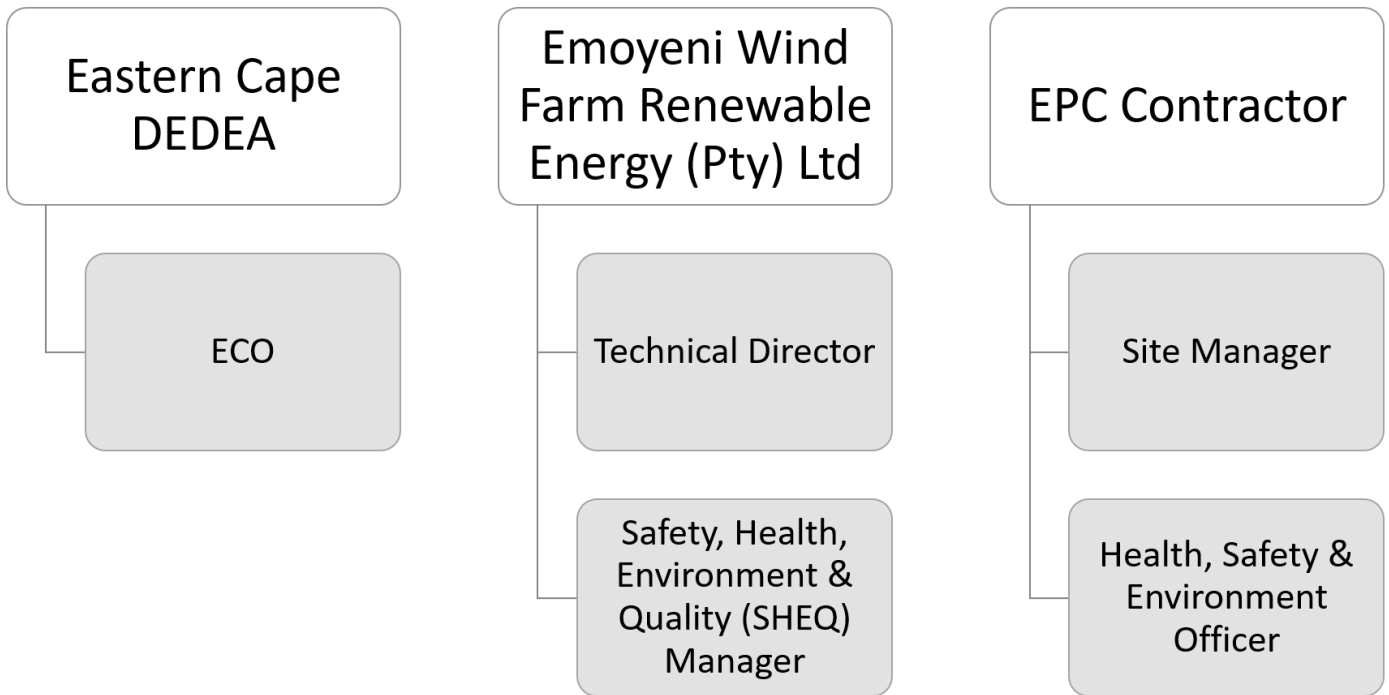 Eastern Cape
DEDEA
ECO
Emoyeni Wind
Farm Renewable
Energy (Pty) Ltd
Technical Director
Safety, Health,
Environment &
Quality (SHEQ)
Manager
EPC Contractor
Site Manager
Health, Safety &
Environment
Officer